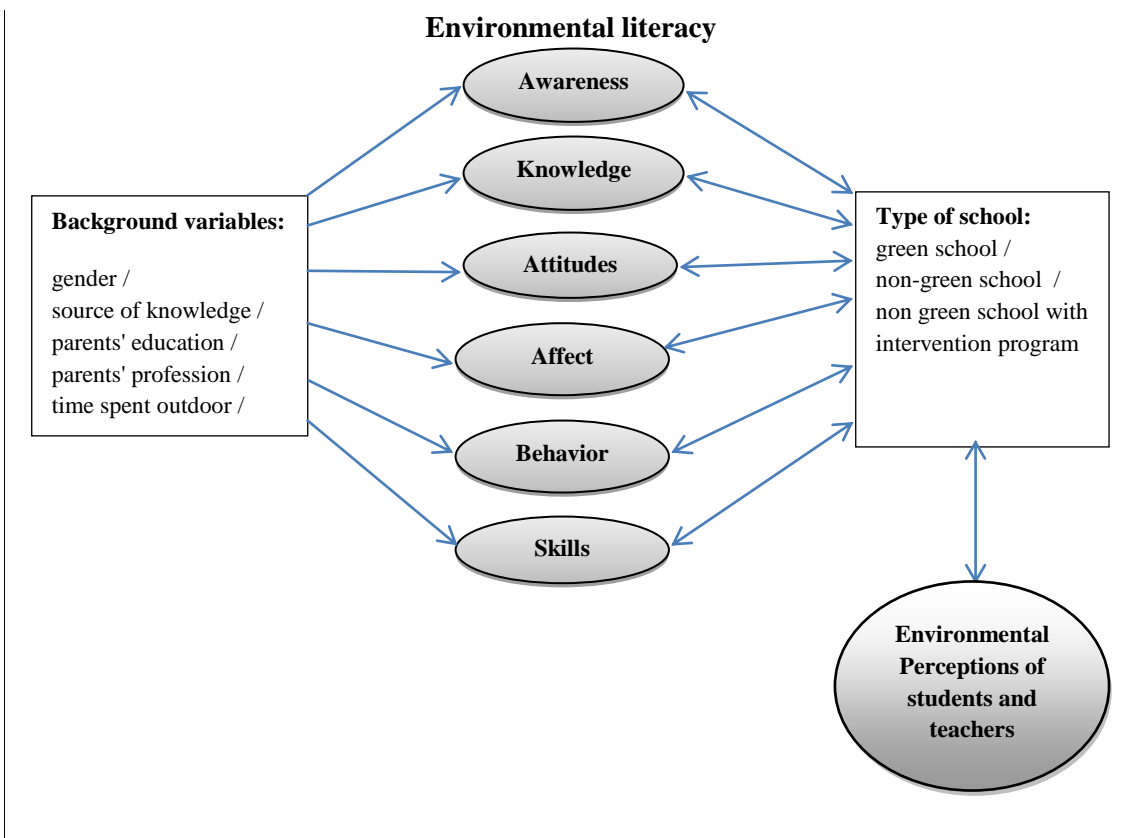 Environmental literacy
Awareness
Knowledge
Attitudes
Affect
Behavior
Skills
Background variables:
gender /
source of knowledge /
parents' education /
parents' profession /
time spent outdoor /
Type of school:
green school /
non-green school  /
non green school with
intervention program
Environmental
Perceptions of
students and
teachers